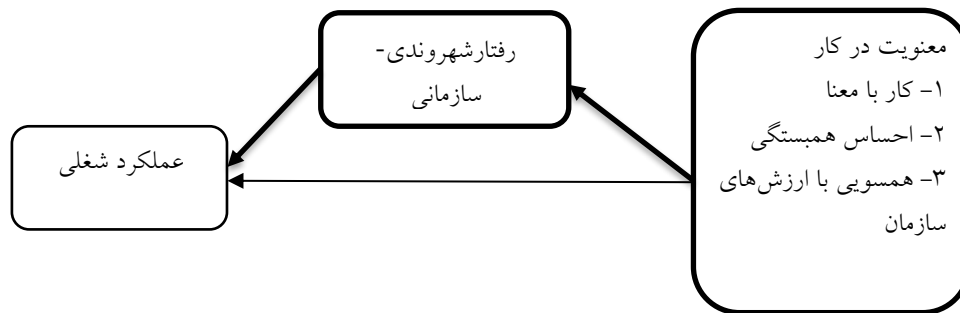 معنویت در کار
۱- کار با معنا
۲- احساس همبستگی
۳- همسویی با ارزش‌های
سازمان
رفتارشهروندی-
سازمانی
عملکرد شغلی